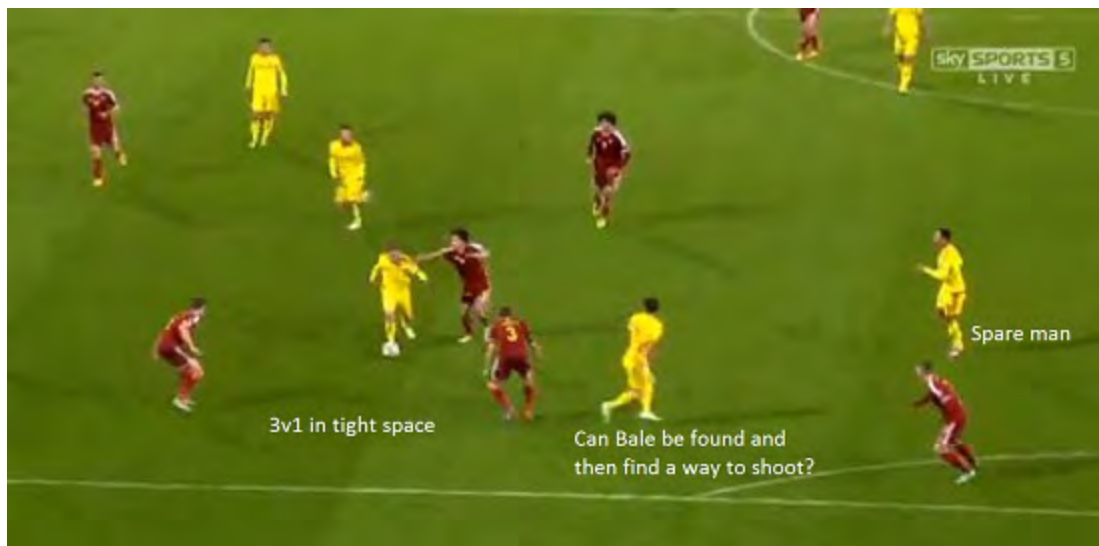 sky SPORTS 5
LIVE
Spare man
3
3v1 in tight space
Can Bale be found and
then find a way to shoot?